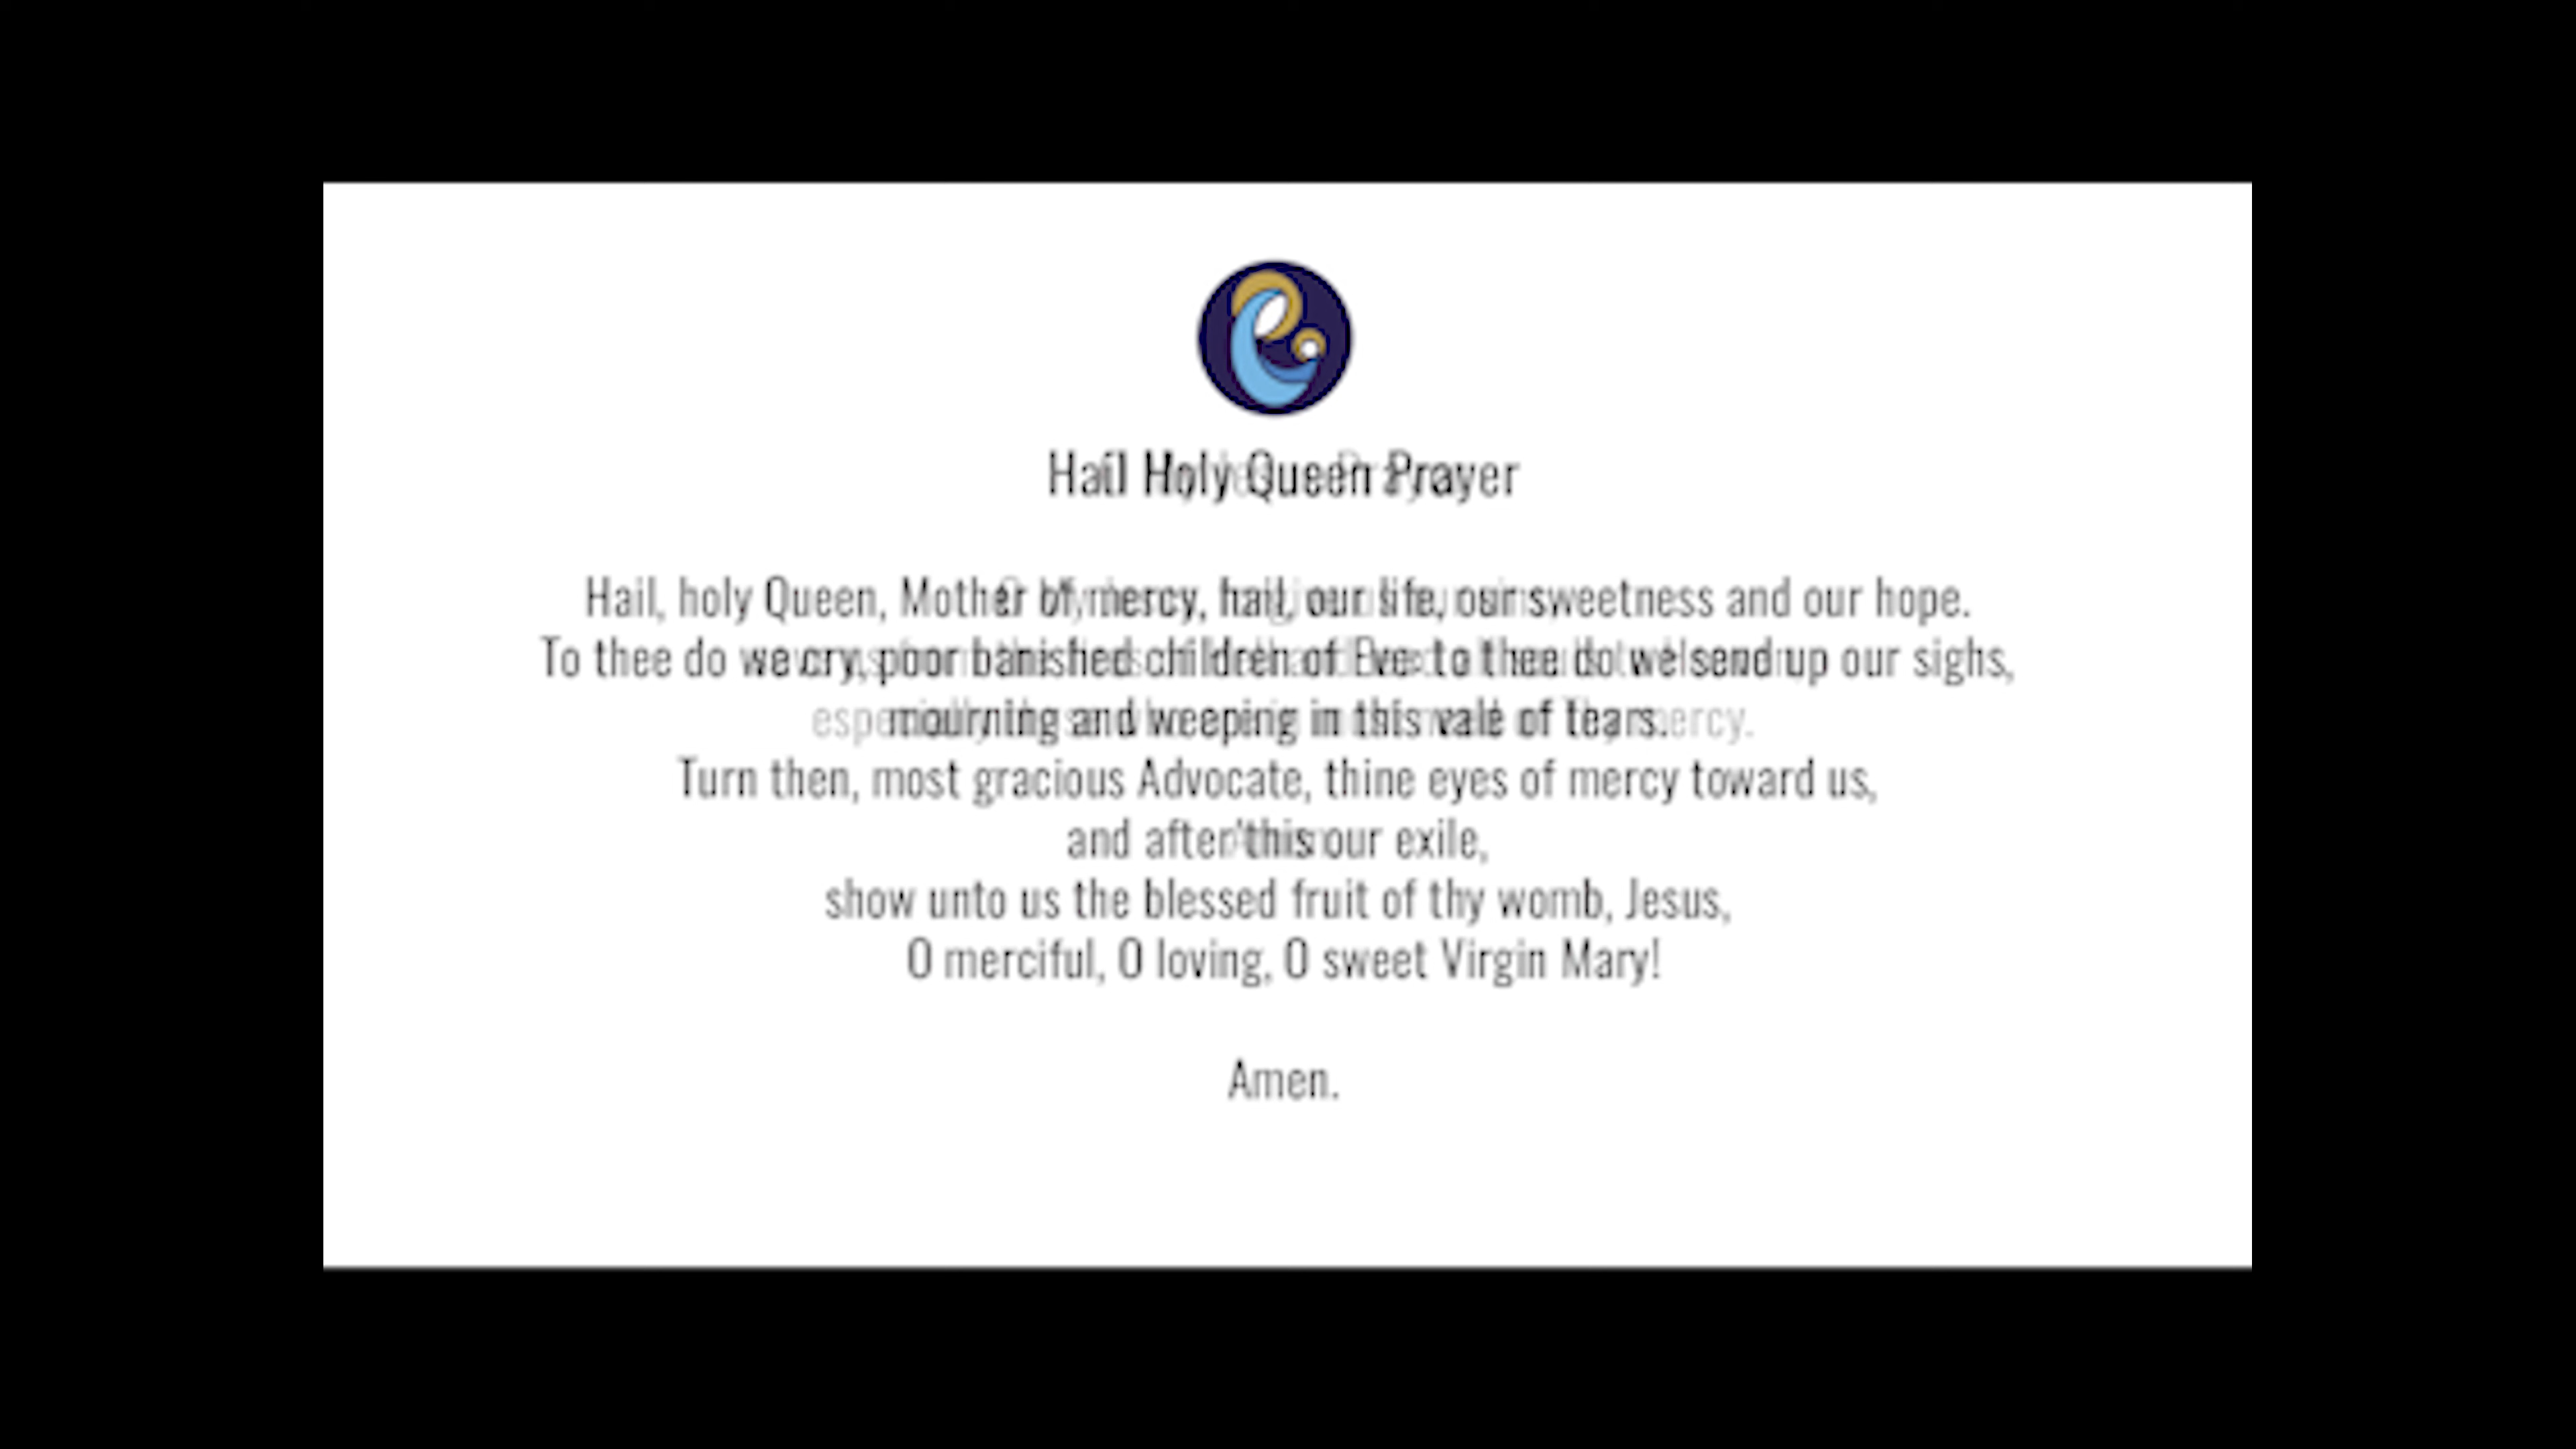 Hail Holy Queen Prayer
Hail, holy Queen, Mother of mercy, hail, our life, our sweetness and our hope.
To thee do we cry, poor banished children of Eve: to thee do we send up our sighs,
mourning and weeping in this vale of tears.
Turn then, most gracious Advocate, thine eyes of mercy toward us,
and after this our exile,
show unto us the blessed fruit of thy womb, Jesus,
O merciful, O loving, O sweet Virgin Mary!
Amen.